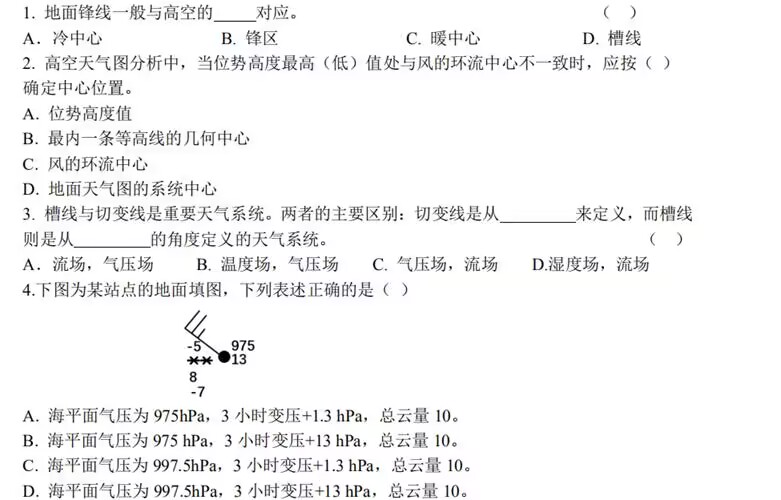 1. 地面锋线一般与高空的_____对应。 （ ）
A．冷中心 B. 锋区 C. 暖中心 D. 槽线
2. 高空天气图分析中，当位势高度最高（低）值处与风的环流中心不一致时，应按（ ）
确定中心位置。
A. 位势高度值
B. 最内一条等高线的几何中心
C. 风的环流中心
D. 地面天气图的系统中心
3. 槽线与切变线是重要天气系统。两者的主要区别：切变线是从_________来定义，而槽线
则是从_________的角度定义的天气系统。 （ ）
A．流场，气压场 B. 温度场，气压场 C. 气压场，流场 D.湿度场，流场
4.下图为某站点的地面填图，下列表述正确的是（ ）
-5 975
13
8
-7
A. 海平面气压为 975hPa，3 小时变压+1.3 hPa，总云量 10。
B. 海平面气压为 975 hPa，3 小时变压+13 hPa，总云量 10。
C. 海平面气压为 997.5hPa，3 小时变压+1.3 hPa，总云量 10。
D. 海平面气压为 997.5hPa，3 小时变压+13 hPa，总云量 10。